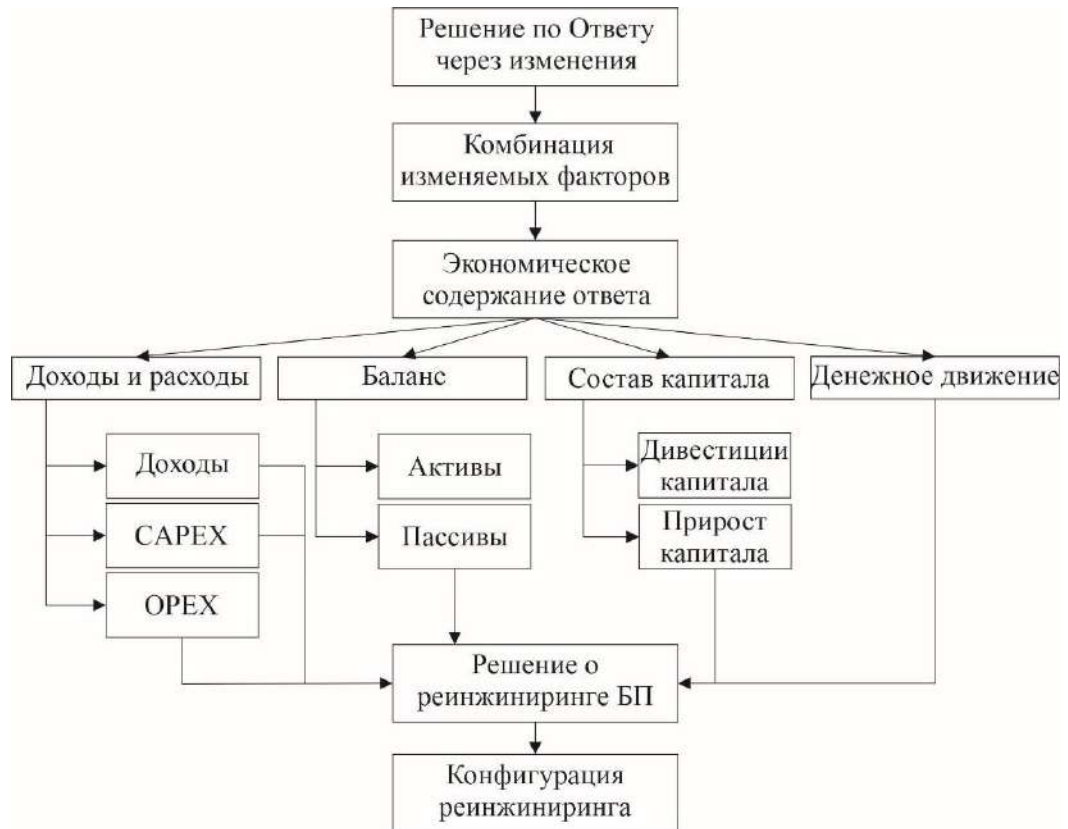 Решение по Ответу
через изменения
Комбинация
изменяемых факторов
Экономическое
содержание ответа
Доходы и расходы
Баланс
Состав капитала
Денежное движение
Доходы
Активы
Дивестиции
капитала
CAPEX
Пассивы
Прирост
капитала
OPEX
Решение о
реинжиниринге БП
Конфигурация
реинжиниринга